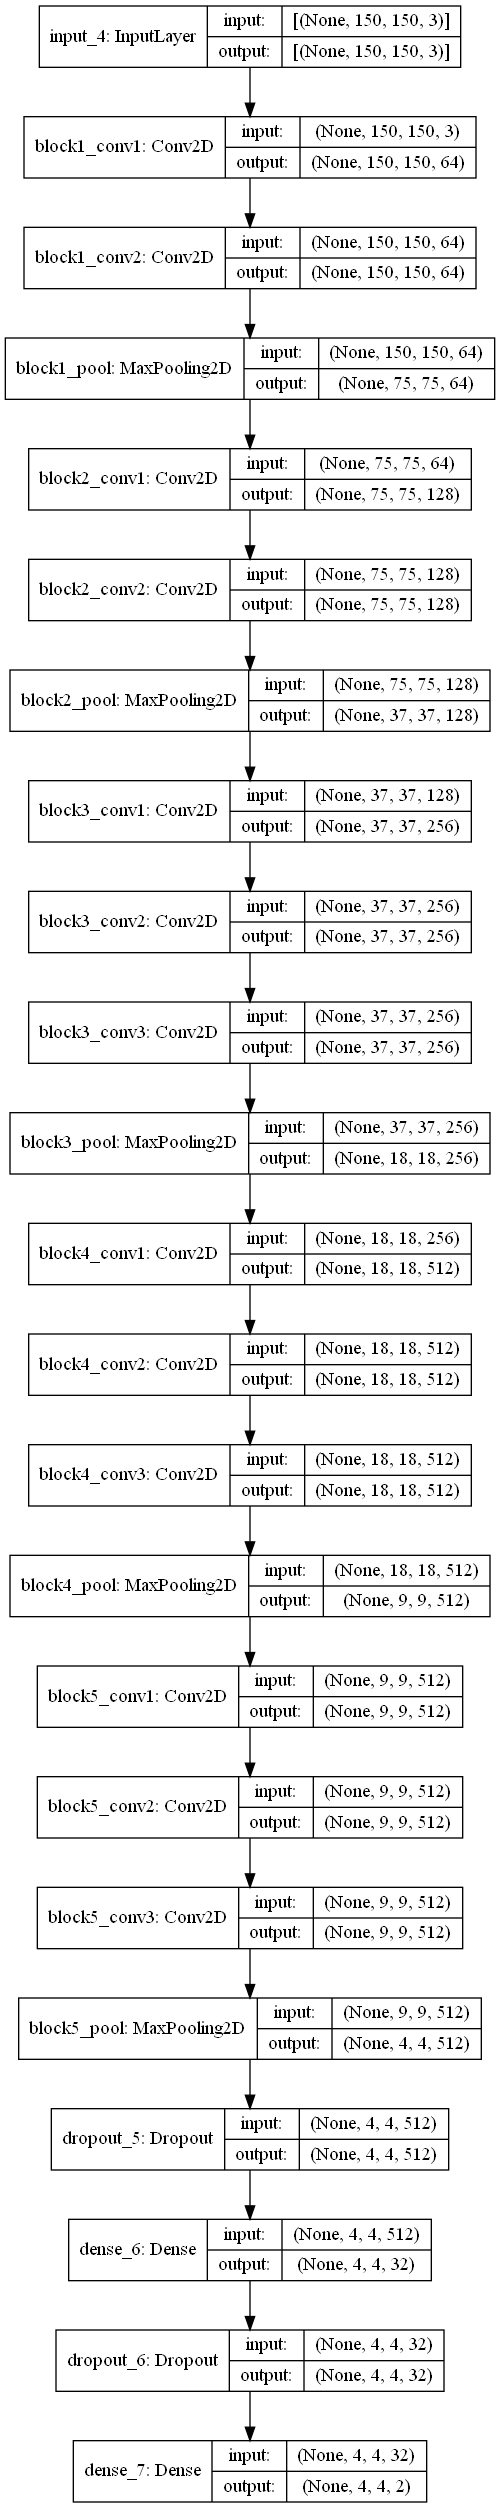 input_4: InputLayer
input: [(None, 150, 150, 3)]
output: [(None, 150, 150, 3)]
block1_conv1: Conv2D
input: (None, 150, 150, 3)
output: (None, 150, 150, 64)
block1_conv2: Conv2D
input: (None, 150, 150, 64)
output: (None, 150, 150, 64)
block1_pool: MaxPooling2D
input: (None, 150, 150, 64)
output: (None, 75, 75, 64)
block2_conv1: Conv2D
input: (None, 75, 75, 64)
output: (None, 75, 75, 128)
block2_conv2: Conv2D
input: (None, 75, 75, 128)
output: (None, 75, 75, 128)
block2_pool: MaxPooling2D
input: (None, 75, 75, 128)
output: (None, 37, 37, 128)
block3_conv1: Conv2D
input: (None, 37, 37, 128)
output: (None, 37, 37, 256)
block3_conv2: Conv2D
input: (None, 37, 37, 256)
output: (None, 37, 37, 256)
block3_conv3: Conv2D
input: (None, 37, 37, 256)
output: (None, 37, 37, 256)
block3_pool: MaxPooling2D
input: (None, 37, 37, 256)
output: (None, 18, 18, 256)
block4_conv1: Conv2D
input: (None, 18, 18, 256)
output: (None, 18, 18, 512)
block4_conv2: Conv2D
input: (None, 18, 18, 512)
output: (None, 18, 18, 512)
block4_conv3: Conv2D
input: (None, 18, 18, 512)
output: (None, 18, 18, 512)
block4_pool: MaxPooling2D
input: (None, 18, 18, 512)
output: (None, 9, 9, 512)
block5_conv1: Conv2D
input: (None, 9, 9, 512)
output: (None, 9, 9, 512)
block5_conv2: Conv2D
input: (None, 9, 9, 512)
output: (None, 9, 9, 512)
block5_conv3: Conv2D
input: (None, 9, 9, 512)
output: (None, 9, 9, 512)
block5_pool: MaxPooling2D
input: (None, 9, 9, 512)
output: (None, 4, 4, 512)
dropout_5: Dropout
input: (None, 4, 4, 512)
output: (None, 4, 4, 512)
dense_6: Dense
input: (None, 4, 4, 512)
output: (None, 4, 4, 32)
dropout_6: Dropout
input: (None, 4, 4, 32)
output: (None, 4, 4, 32)
dense_7: Dense
input: (None, 4, 4, 32)
output: (None, 4, 4, 2)